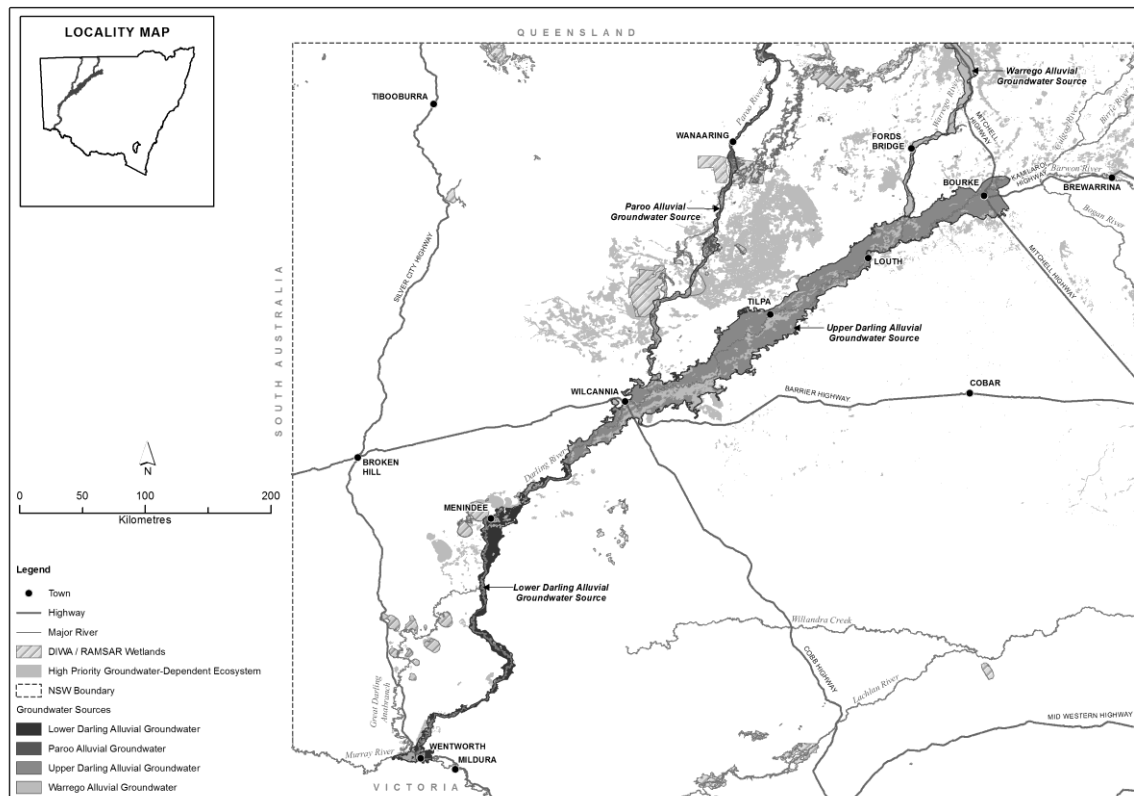 LOCALITY MAP
QUEENSLAND
TIBOOBURRA
WANAARING
Paroo River
Warrego Alluvial
Groundwater Source
Warrego River
FORDS
BRIDGE
MITCHELL
HIGHWAY
Culgoa River
Birrie River
KAMILAROI
HIGHWAY
Barwon River
BOURKE
BREWARRINA
Bogan River
Paroo Alluvial
Groundwater Source
SILVER CITY HIGHWAY
LOUTH
MITCHELL HIGHWAY
SOUTH AUSTRALIA
TILPA
Upper Darling Alluvial
Groundwater Source
WILCANNIA
BARRIER HIGHWAY
COBAR
N
BROKEN
HILL
Darling River
0 50 100 200
Kilometres
MENINDEE
Lower Darling Alluvial
Groundwater Source
Willandra Creek
COBB HIGHWAY
Lachlan River
Great Darling
Anabranch
MID WESTERN HIGHWAY
Murray River
WENTWORTH
MILDURA
VICTORIA
Legend
Town
Highway
Major River
DIWA / RAMSAR Wetlands
High Priority Groundwater-Dependent Ecosystem
NSW Boundary
Groundwater Sources
Lower Darling Alluvial Groundwater
Paroo Alluvial Groundwater
Upper Darling Alluvial Groundwater
Warrego Alluvial Groundwater